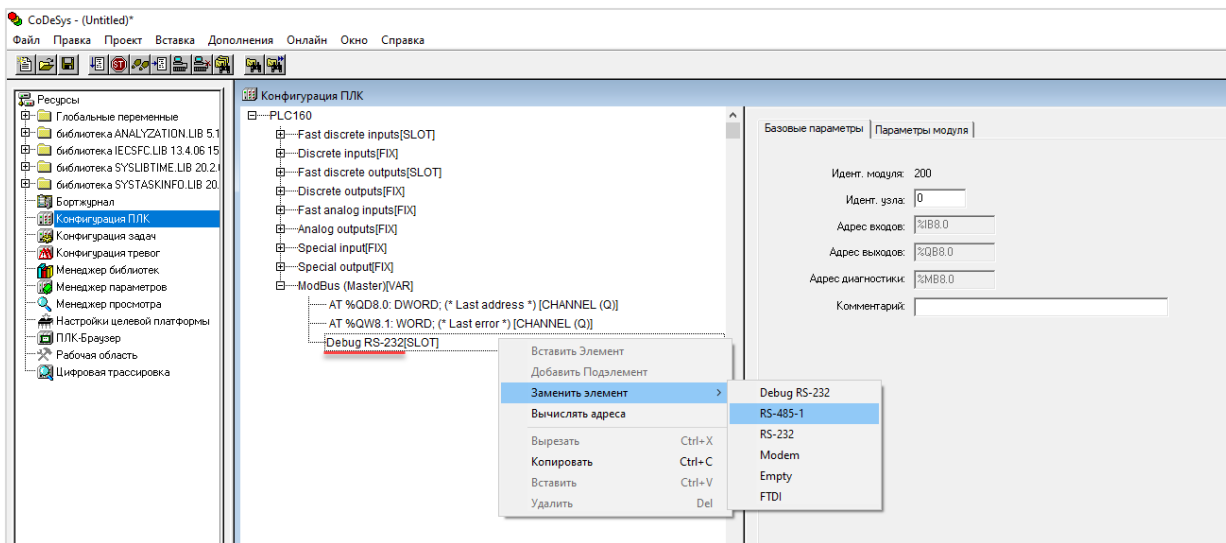 CoDeSys - (Untitled)*
Файл Правка Проект Вставка Дополнения Онлайн Окно Справка
Ресурсы
Глобальные переменные
библиотека ANALYZATION.LIB 5.1
библиотека IECSFC.LIB 13.4.06 15
библиотека SYSLIBTIME.LIB 20.2.
библиотека SYSTASKINFO.LIB 20.
Бортжурнал
Конфигурация ПЛК
Конфигурация задач
Конфигурация тревог
Менеджер библиотек
Менеджер параметров
Менеджер просмотра
Настройки целевой платформы
ПЛК-Браузер
Рабочая область
Цифровая трассировка
Конфигурация ПЛК
PLC160
Fast discrete inputs[SLOT]
Discrete inputs[FIX]
Fast discrete outputs[SLOT]
Discrete outputs[FIX]
Fast analog inputs[FIX]
Analog outputs[FIX]
Special input[FIX]
Special output[FIX]
ModBus (Master)[VAR]
AT %QD8.0: DWORD; (* Last address *) [CHANNEL (Q)]
AT %QW8.1: WORD; (* Last error *) [CHANNEL (Q)]
Debug RS-232[SLOT]
Вставить Элемент
Добавить Подэлемент
Заменить элемент >
Вычислять адреса
Вырезать Ctrl+X
Копировать Ctrl+C
Вставить Ctrl+V
Удалить Del
Debug RS-232
RS-485-1
RS-232
Modem
Empty
FTDI
Базовые параметры Параметры модуля
Идент. модуля: 200
Идент. узла: 0
Адрес входов: %IB8.0
Адрес выходов: %QB8.0
Адрес диагностики: %MB8.0
Комментарий: